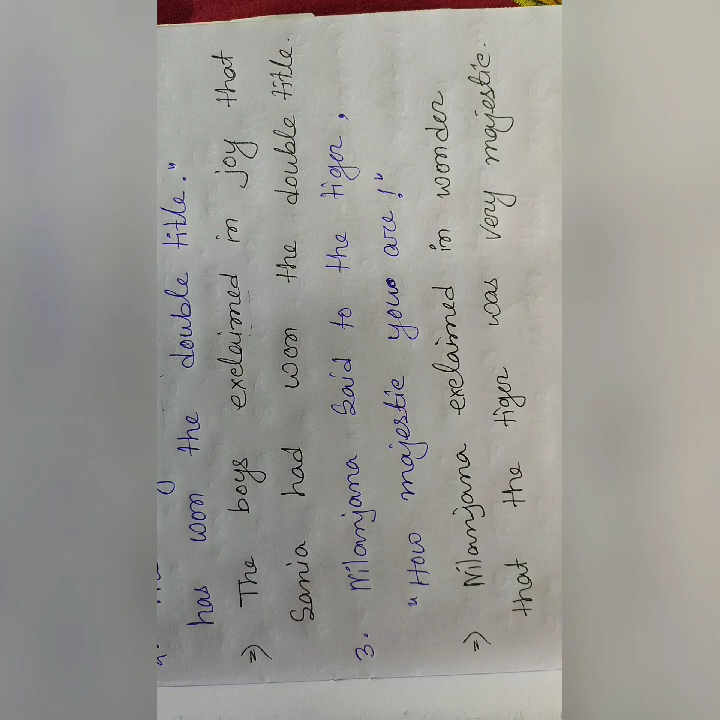 has won the double title."
=> The boys exclaimed in joy that
Sania had won the double title.
3. Nilanjana said to the tiger,
"How majestic you are!"
=> Nilanjana exclaimed in wonder
that the tiger was very majestic.